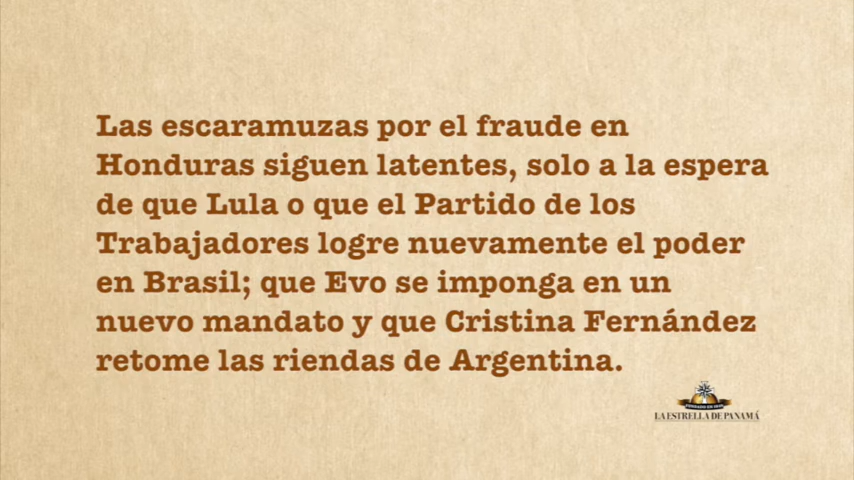 Las escaramuzas por el fraude en
Honduras siguen latentes, solo a la espera
de que Lula o que el Partido de los
Trabajadores logre nuevamente el poder
en Brasil; que Evo se imponga en un
nuevo mandato y que Cristina Fernández
retome las riendas de Argentina.
LA ESTRELLA DE PANAMÁ